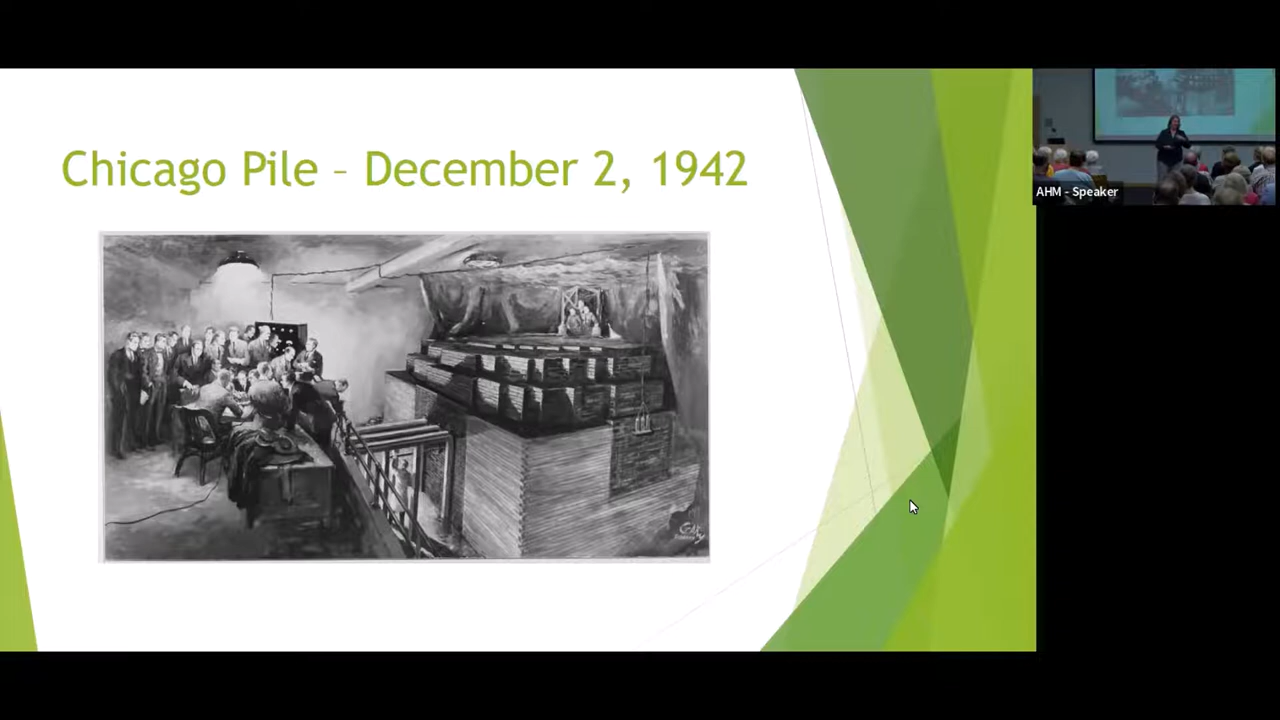 Chicago Pile – December 2, 1942
AHM - Speaker